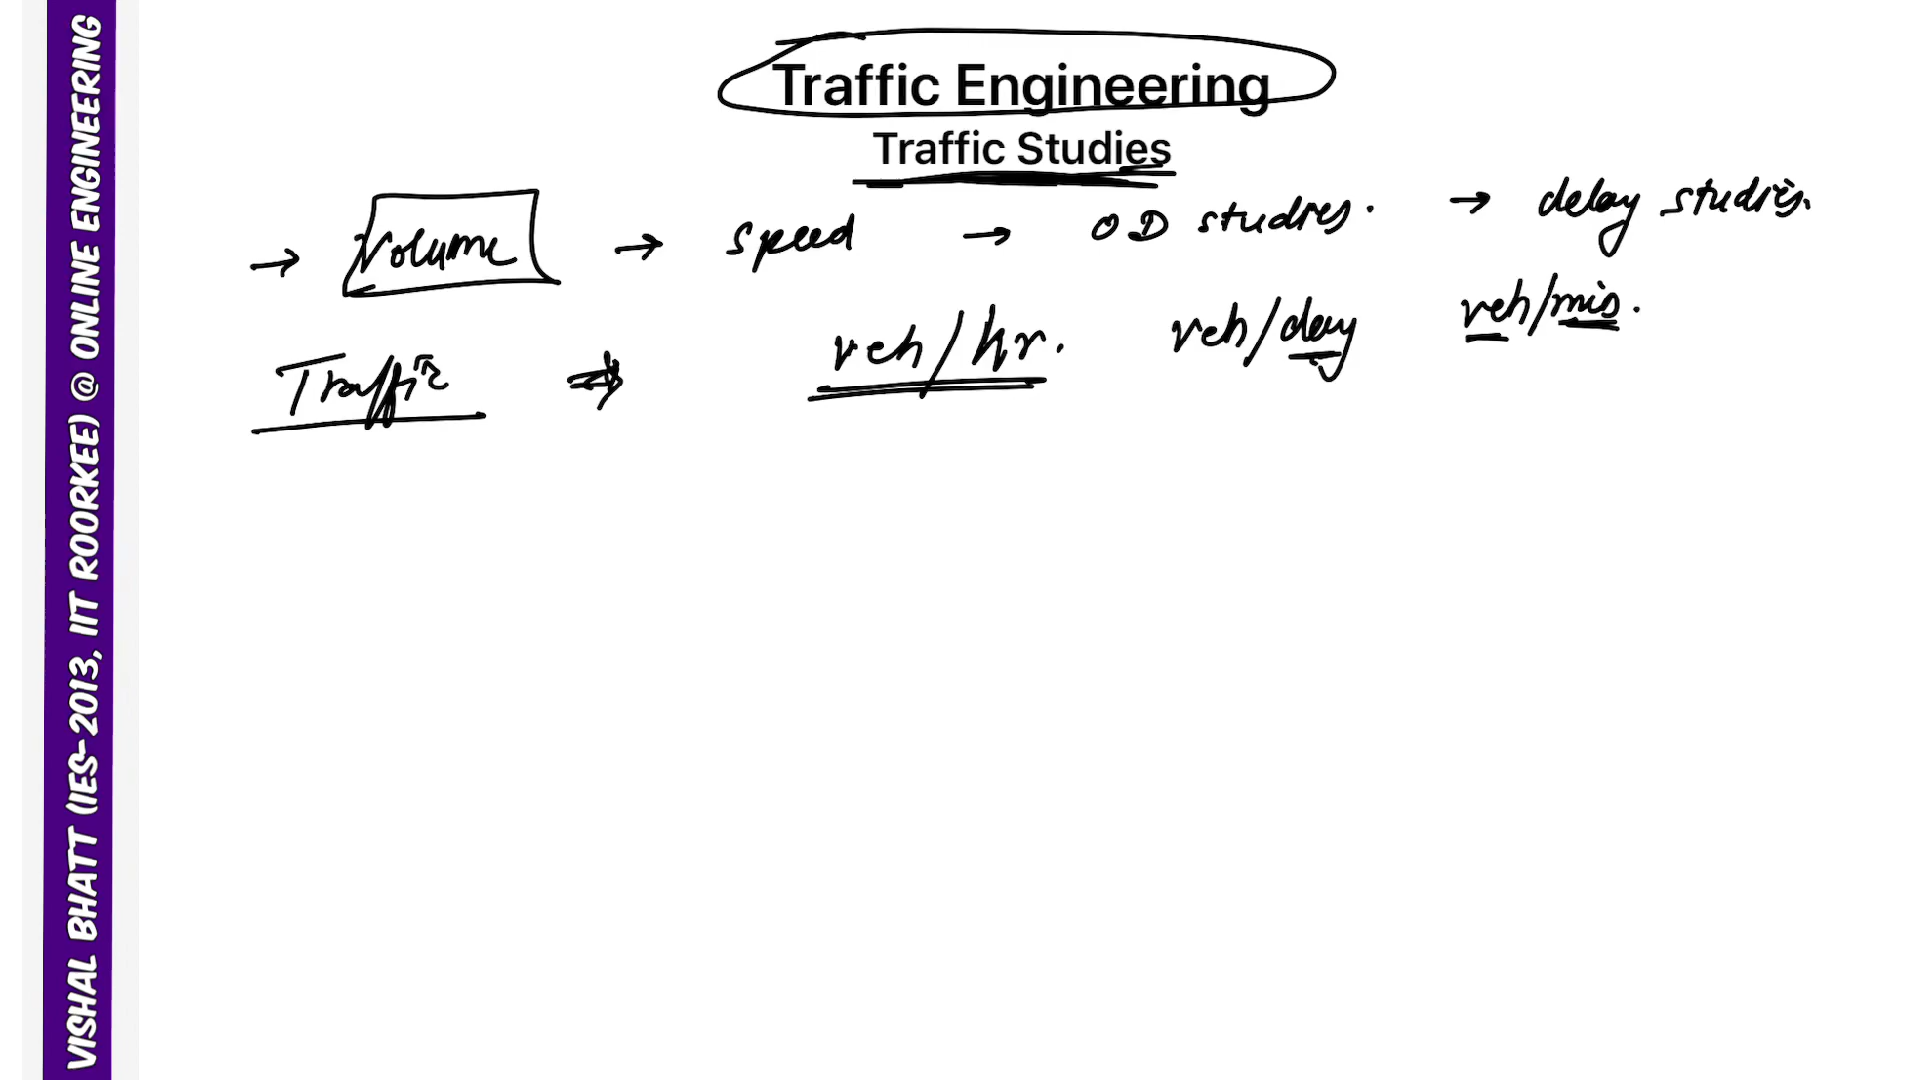 VISHAL BHATT (IES-2013, IIT ROORKEE) @ ONLINE ENGINEERING
Traffic Engineering
Traffic Studies
→ Volume → speed → OD studies. → delay studies.
Traffic ⇒ veh/hr. veh/day veh/min.